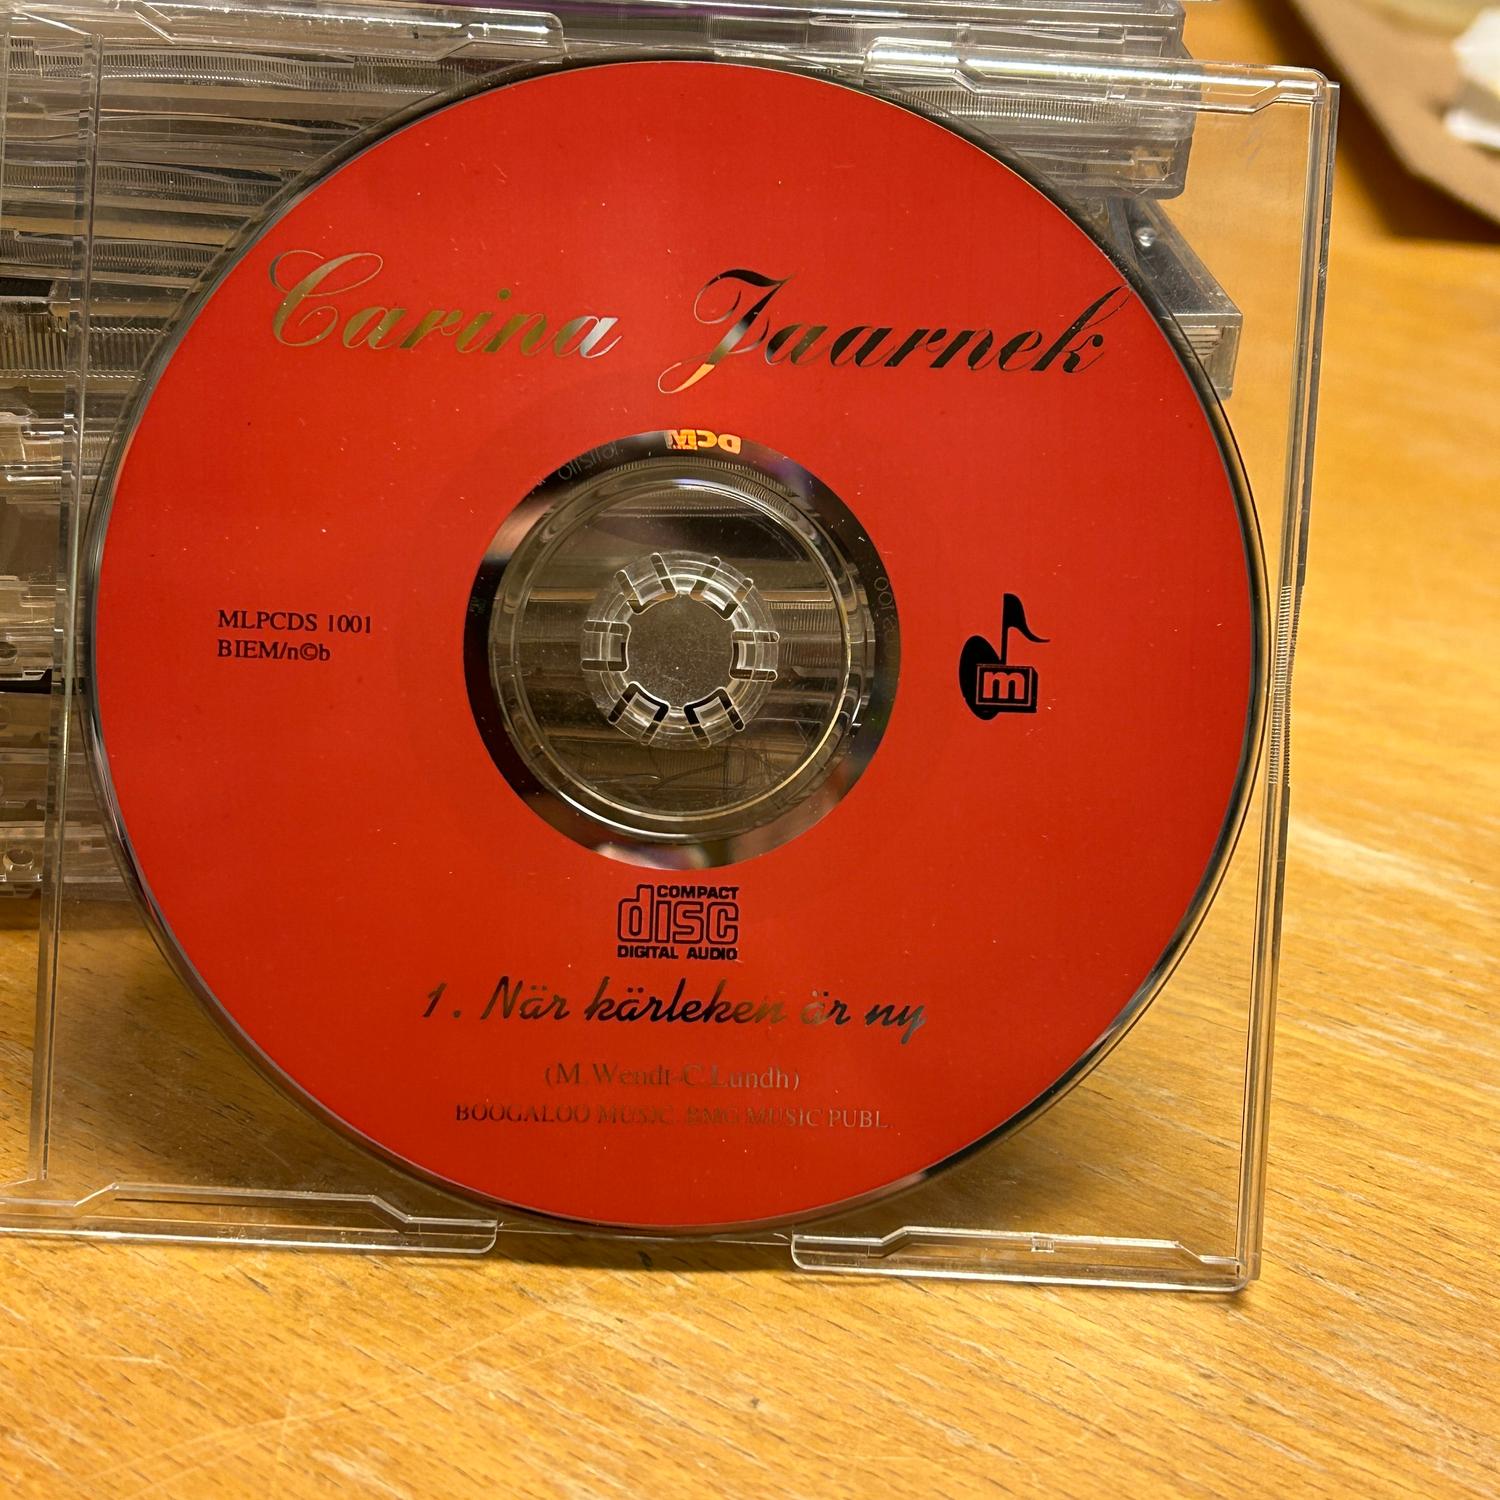 Carina Jaarnek
MLPCDS 1001
BIEM/n©b
m
COMPACT
disc
DIGITAL AUDIO
1. När kärleken är ny
(M.Wendt-C.Lundh)
BOOGALOO MUSIC BMG MUSIC PUBL.
DCM